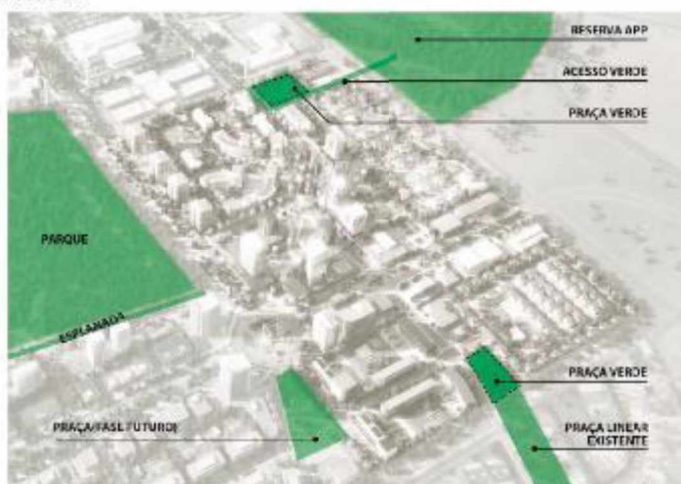 RESERVA APP
ACESSO VERDE
PRAÇA VERDE
PARQUE
ESPLANADA
PRAÇA VERDE
PRAÇA(FASE FUTURO)
PRAÇA LINEAR
EXISTENTE